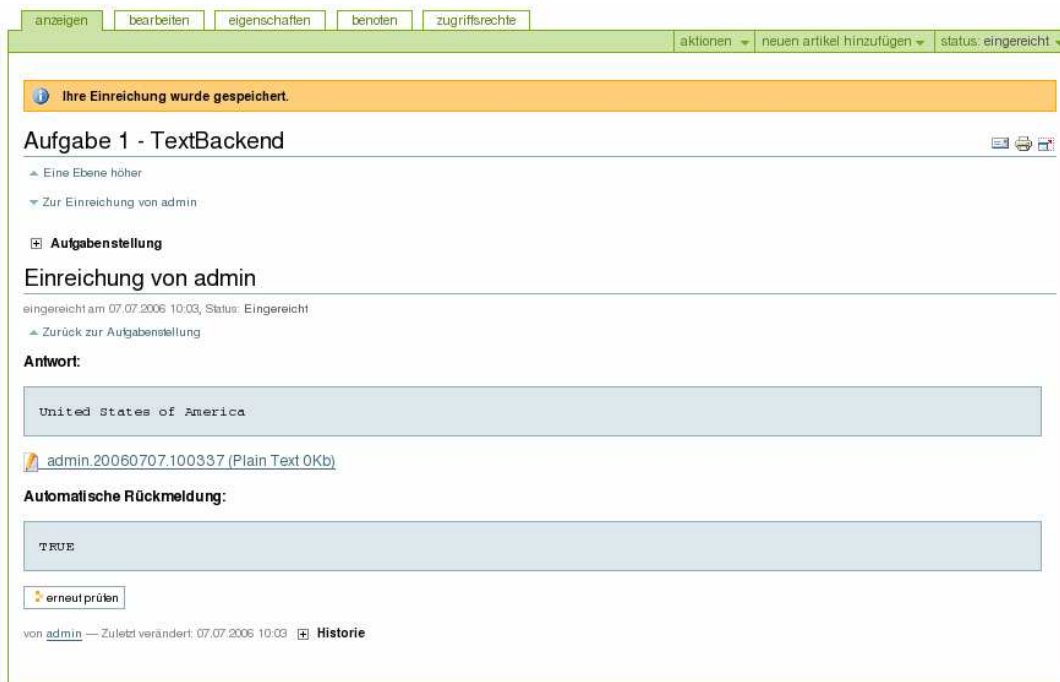 anzeigen bearbeiten eigenschaften benoten zugriffsrechte
aktionen neuen artikel hinzufügen status: eingereicht
Ihre Einreichung wurde gespeichert.
Aufgabe 1 - TextBackend
Eine Ebene höher
Zur Einreichung von admin
Aufgabenstellung
Einreichung von admin
eingereicht am 07.07.2006 10:03, Status: Eingereicht
Zurück zur Aufgabenstellung
Antwort:
United States of America
admin.20060707.100337 (Plain Text 0Kb)
Automatische Rückmeldung:
TRUE
erneut prüfen
von admin — Zuletzt verändert: 07.07.2006 10:03 Historie